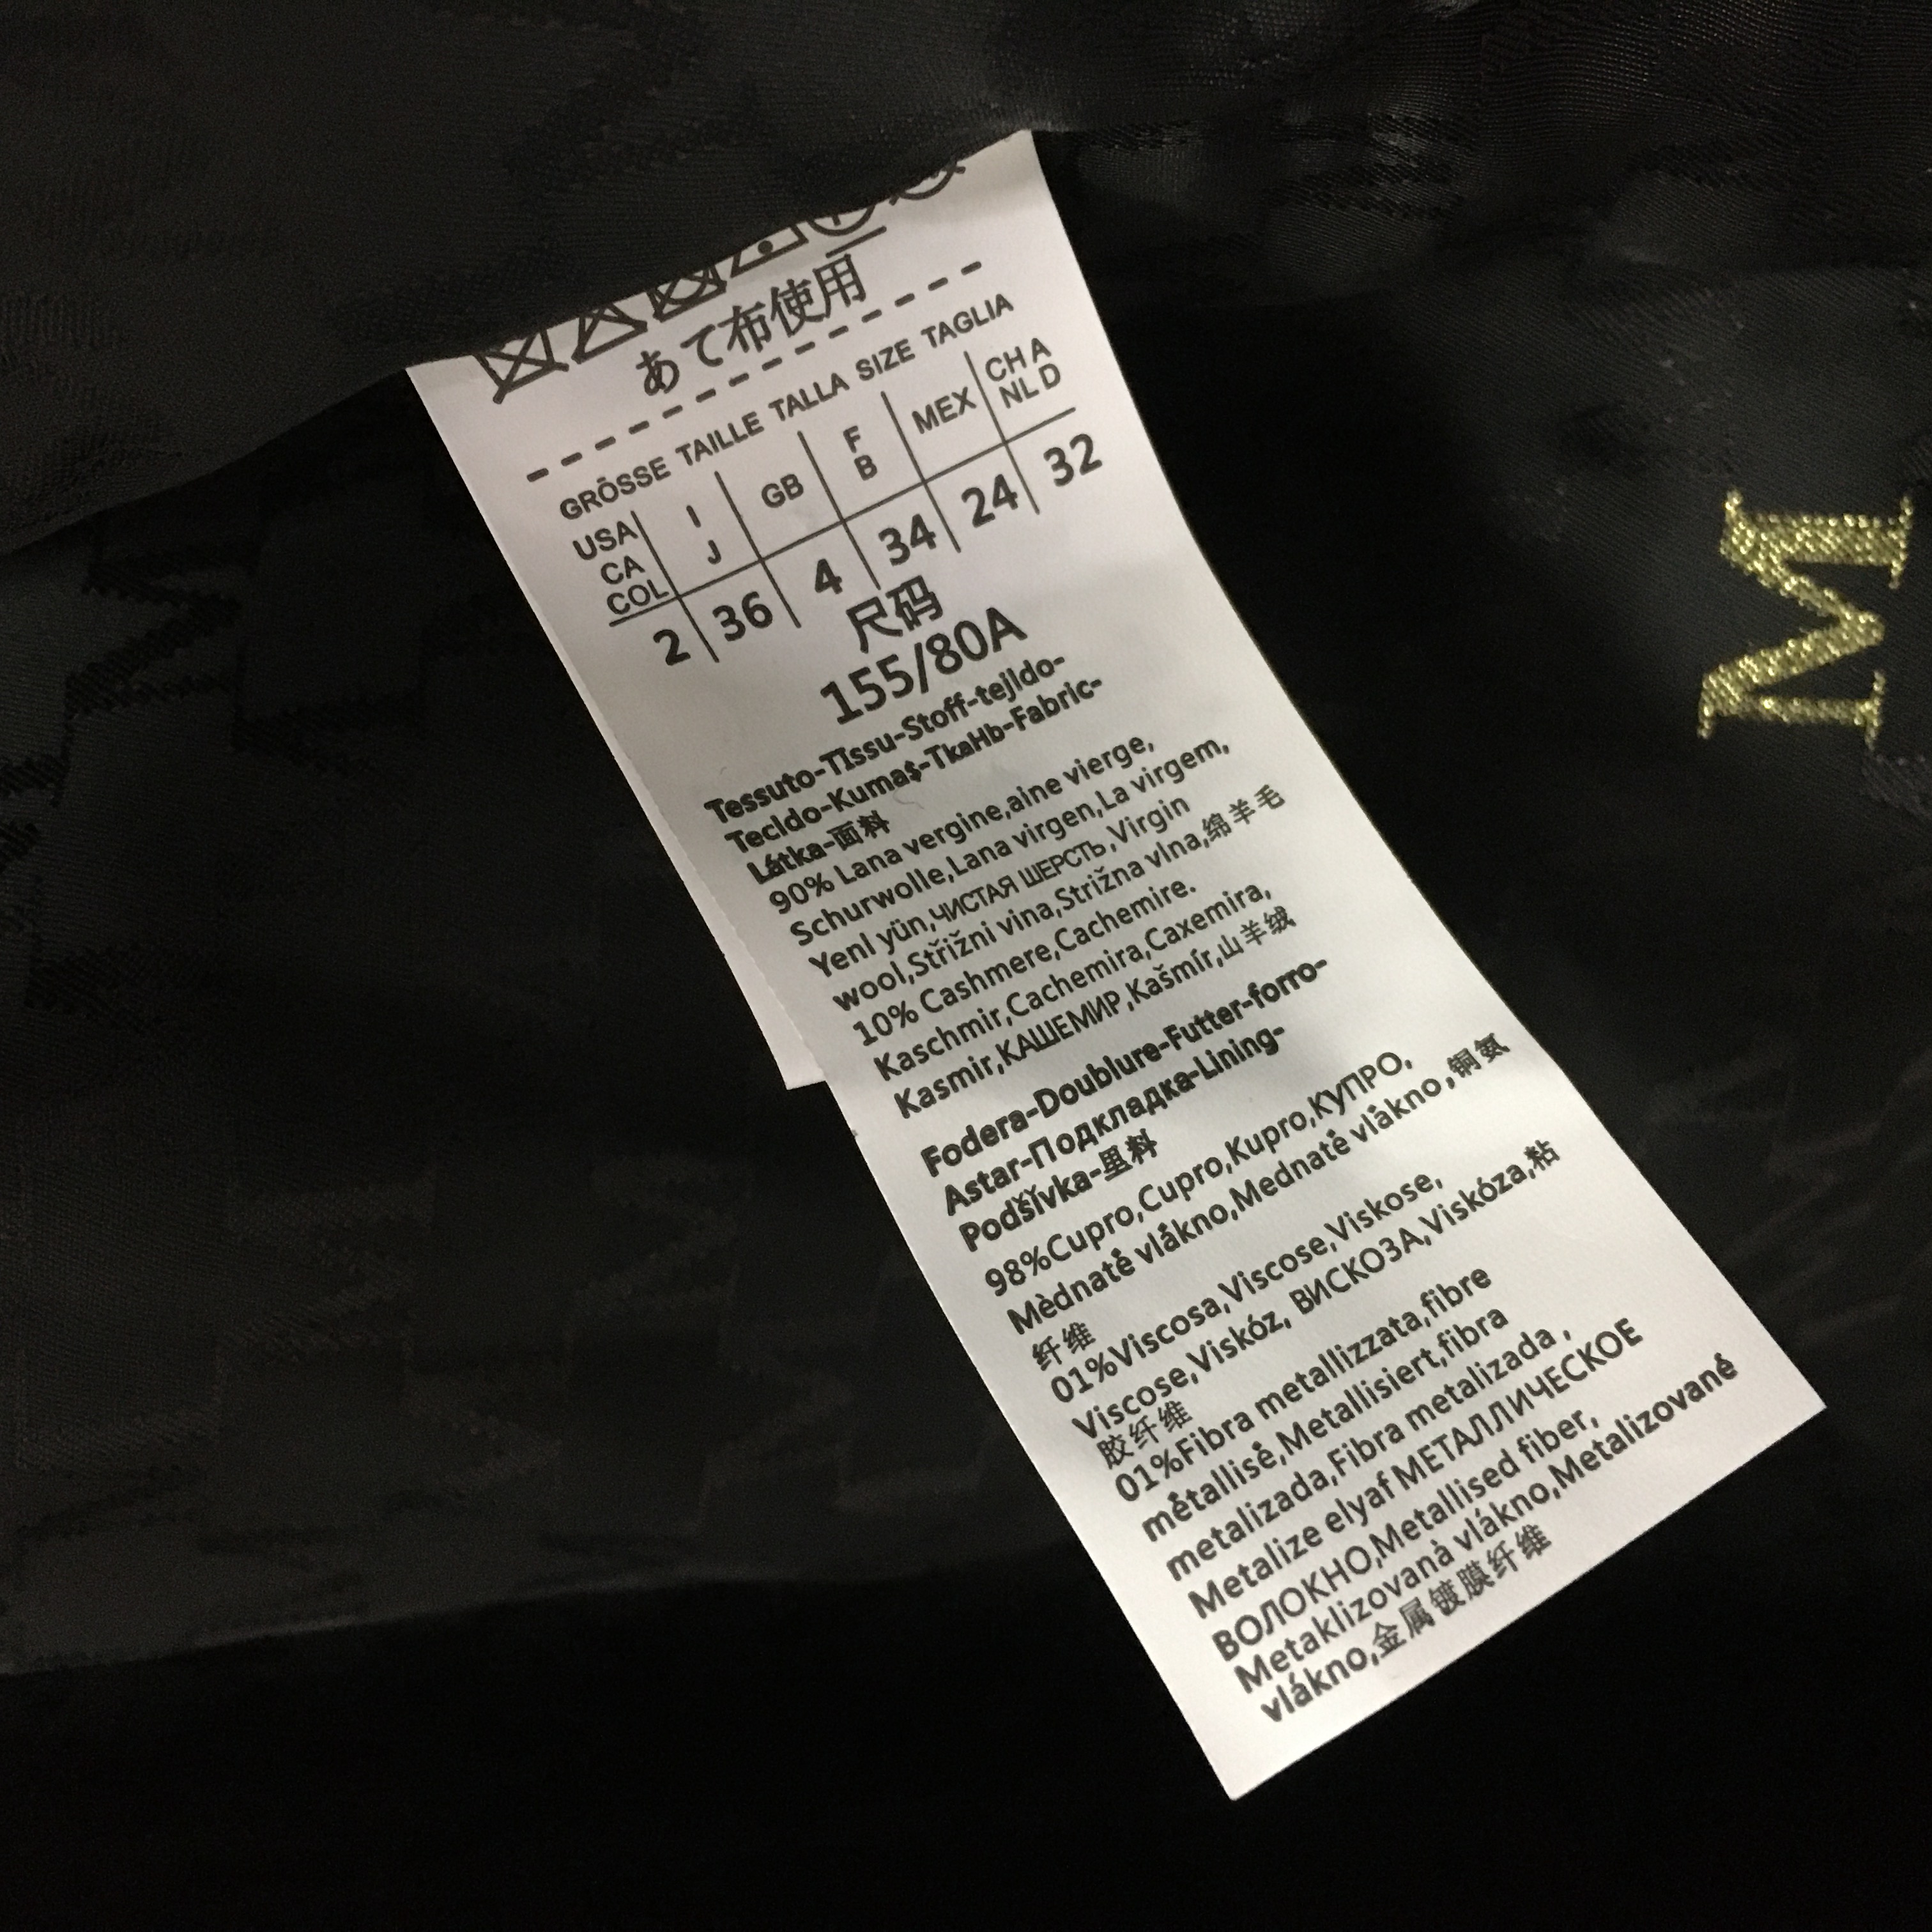 あて布使用
GRÖSSE TAILLE TALLA SIZE TAGLIA
USA CA COL | I J | GB | F B | MEX | CH A NL D
2 | 36 | 4 | 34 | 24 | 32
尺码
155/80A
Tessuto-Tissu-Stoff-tejido-
Tecido-Kumaş-TkaHb-Fabric-
Látka-面料
90% Lana vergine,aine vierge,
Schurwolle,Lana virgen,La virgem,
Yenl yün,ЧИСТАЯ ШЕРСТЬ,Virgin
wool,Střižni vina,Strižna vlna,绵羊毛
10% Cashmere,Cachemire.
Kaschmir,Cachemira,Caxemira,
Kasmir,КАШЕМИР,Kašmír,山羊绒
Fodera-Doublure-Futter-forro-
Astar-Подкладка-Lining-
Podšívka-里料
98%Cupro,Cupro,Kupro,КУПРО,
Mèdnatė vlákno,Mednatė vlàkno,铜氨
纤维
01%Viscosa,Viscose,Viskose,
Viscose,Viskóz, ВИСКОЗА,Viskóza,粘
胶纤维
01%Fibra metallizzata,fibre
métallisė,Metallisiert,fibra
metalizada,Fibra metalizada ,
Metalize elyaf МЕТАЛЛИЧЕСКОЕ
ВОЛОКНО,Metallised fiber,
Metaklizovanà vlákno,Metalizované
vlákno,金属镀膜纤维
M